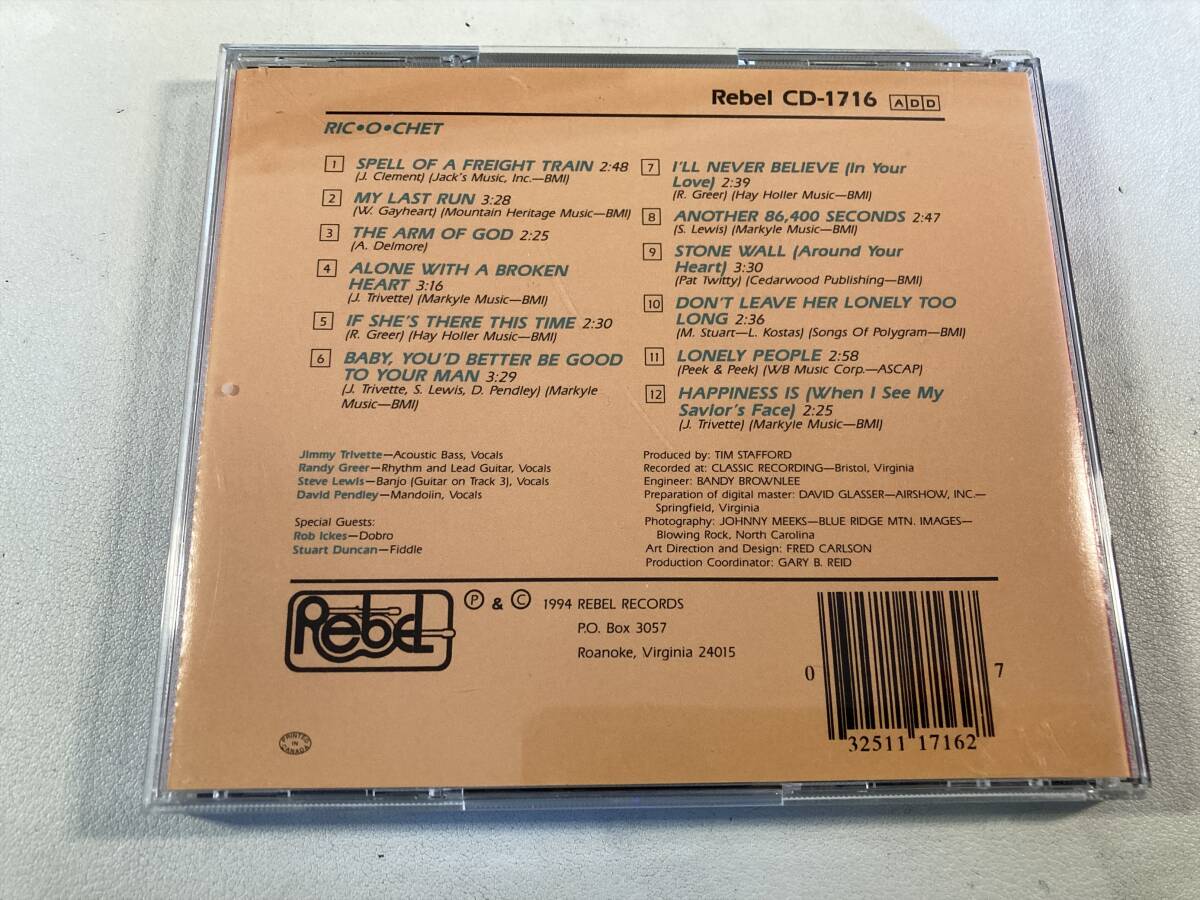 Rebel CD-1716 ADD
RIC•O•CHET
1 SPELL OF A FREIGHT TRAIN 2:48
(J. Clement) (Jack's Music, Inc.—BMI)
2 MY LAST RUN 3:28
(W. Gayheart) (Mountain Heritage Music—BMI)
3 THE ARM OF GOD 2:25
(A. Delmore)
4 ALONE WITH A BROKEN
HEART 3:16
(J. Trivette) (Markyle Music—BMI)
5 IF SHE'S THERE THIS TIME 2:30
(R. Greer) (Hay Holler Music—BMI)
6 BABY, YOU'D BETTER BE GOOD
TO YOUR MAN 3:29
(J. Trivette, S. Lewis, D. Pendley) (Markyle
Music—BMI)
7 I'LL NEVER BELIEVE (In Your
Love) 2:39
(R. Greer) (Hay Holler Music—BMI)
8 ANOTHER 86,400 SECONDS 2:47
(S. Lewis) (Markyle Music—BMI)
9 STONE WALL (Around Your
Heart) 3:30
(Pat Twitty) (Cedarwood Publishing—BMI)
10 DON'T LEAVE HER LONELY TOO
LONG 2:36
(M. Stuart—L. Kostas) (Songs Of Polygram—BMI)
11 LONELY PEOPLE 2:58
(Peek & Peek) (WB Music Corp.—ASCAP)
12 HAPPINESS IS (When I See My
Savior's Face) 2:25
(J. Trivette) (Markyle Music—BMI)
Jimmy Trivette—Acoustic Bass, Vocals
Randy Greer—Rhythm and Lead Guitar, Vocals
Steve Lewis—Banjo (Guitar on Track 3), Vocals
David Pendley—Mandolin, Vocals
Special Guests:
Rob Ickes—Dobro
Stuart Duncan—Fiddle
Produced by: TIM STAFFORD
Recorded at: CLASSIC RECORDING—Bristol, Virginia
Engineer: BANDY BROWNLEE
Preparation of digital master: DAVID GLASSER—AIRSHOW, INC.—
Springfield, Virginia
Photography: JOHNNY MEEKS—BLUE RIDGE MTN. IMAGES—
Blowing Rock, North Carolina
Art Direction and Design: FRED CARLSON
Production Coordinator: GARY B. REID
Rebel
℗ & © 1994 REBEL RECORDS
P.O. Box 3057
Roanoke, Virginia 24015
0 32511 17162 7
PRINTED IN CANADA